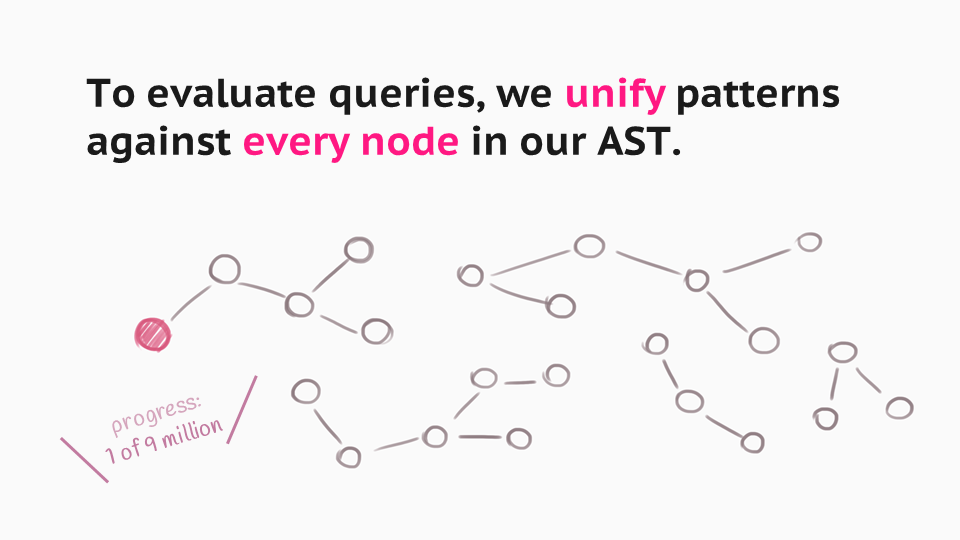 To evaluate queries, we unify patterns
against every node in our AST.
progress:
1 of 9 million